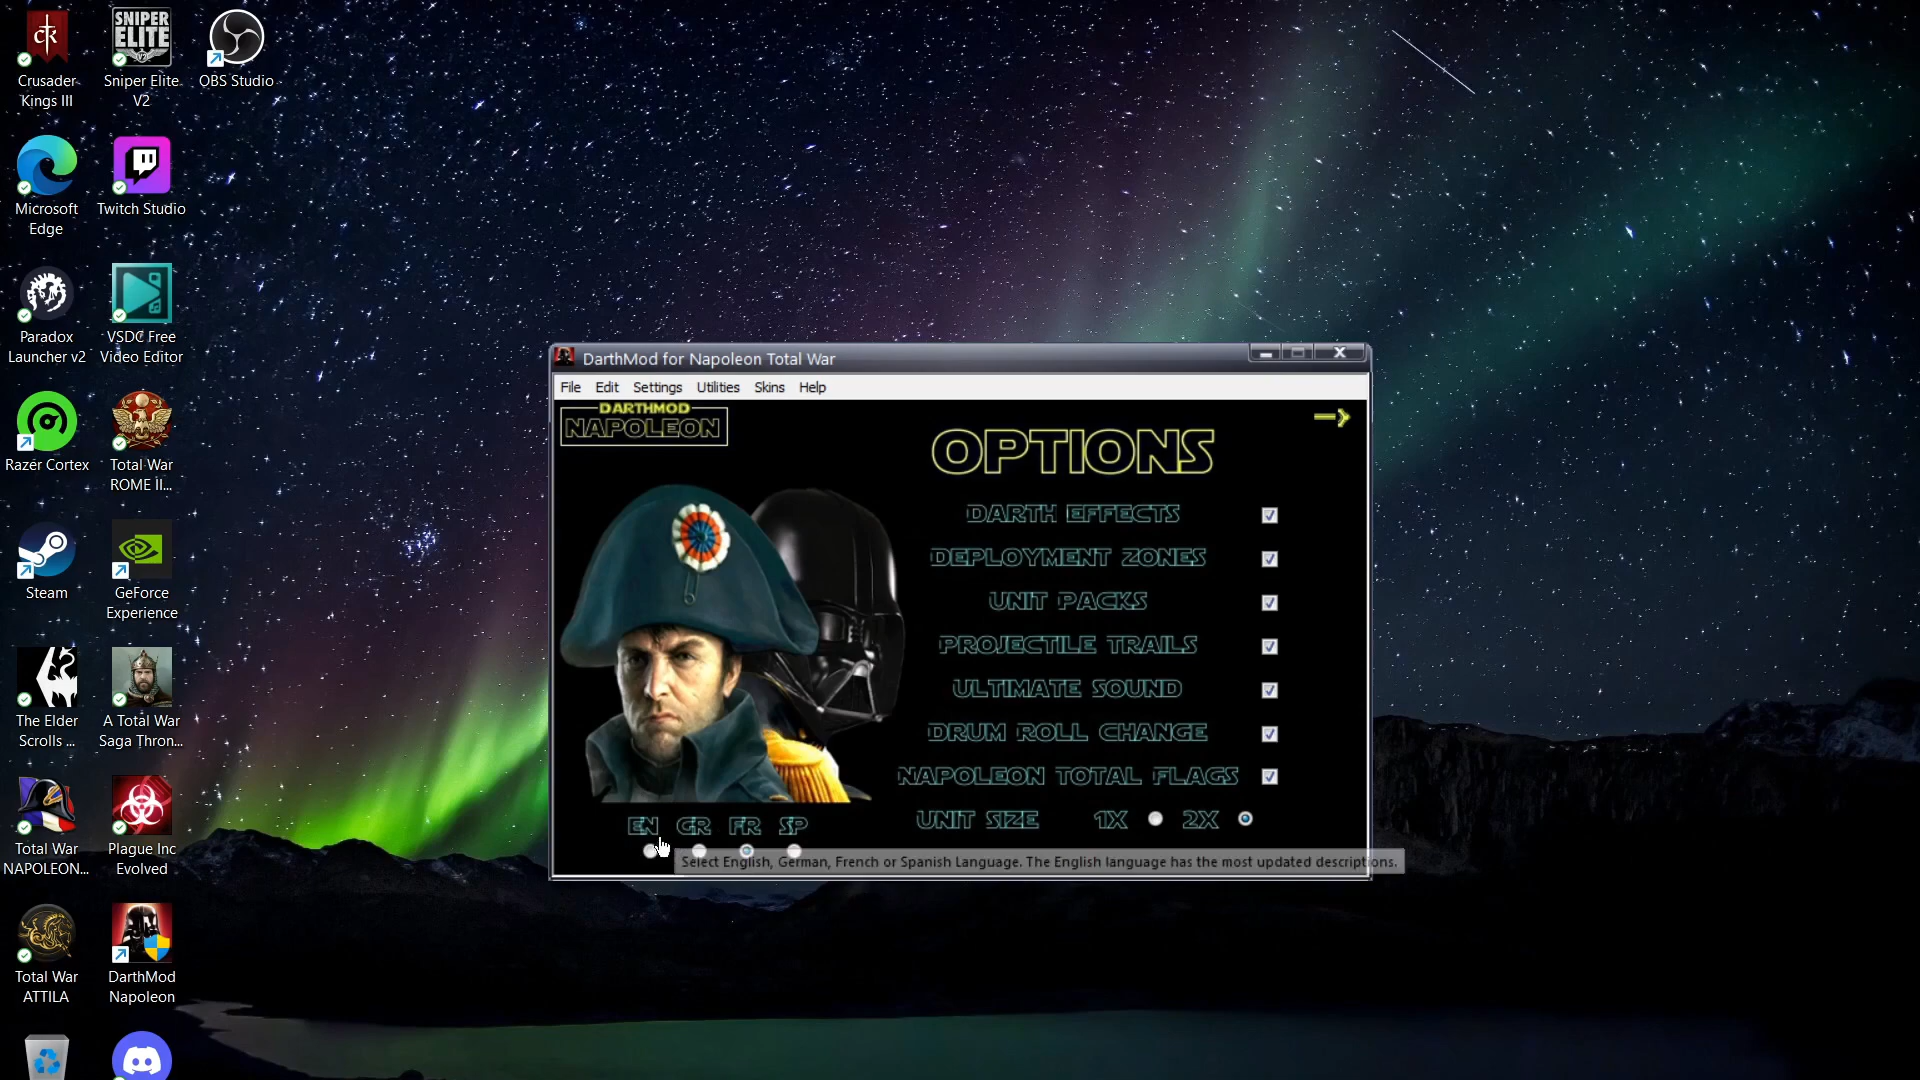 Crusader
Kings III
Sniper Elite
V2
OBS Studio
SNIPER
ELITE
V2
Microsoft
Edge
Twitch Studio
Paradox
Launcher v2
VSDC Free
Video Editor
Razer Cortex
Total War
ROME II...
Steam
GeForce
Experience
The Elder
Scrolls ...
A Total War
Saga Thron...
Total War
NAPOLEON...
Plague Inc
Evolved
Total War
ATTILA
DarthMod
Napoleon
DarthMod for Napoleon Total War
File Edit Settings Utilities Skins Help
DARTHMOD
NAPOLEON
OPTIONS
DARTH EFFECTS
DEPLOYMENT ZONES
UNIT PACKS
PROJECTILE TRAILS
ULTIMATE SOUND
DRUM ROLL CHANGE
NAPOLEON TOTAL FLAGS
UNIT SIZE 1X 2X
EN GR FR SP
Select English, German, French or Spanish Language. The English language has the most updated descriptions.